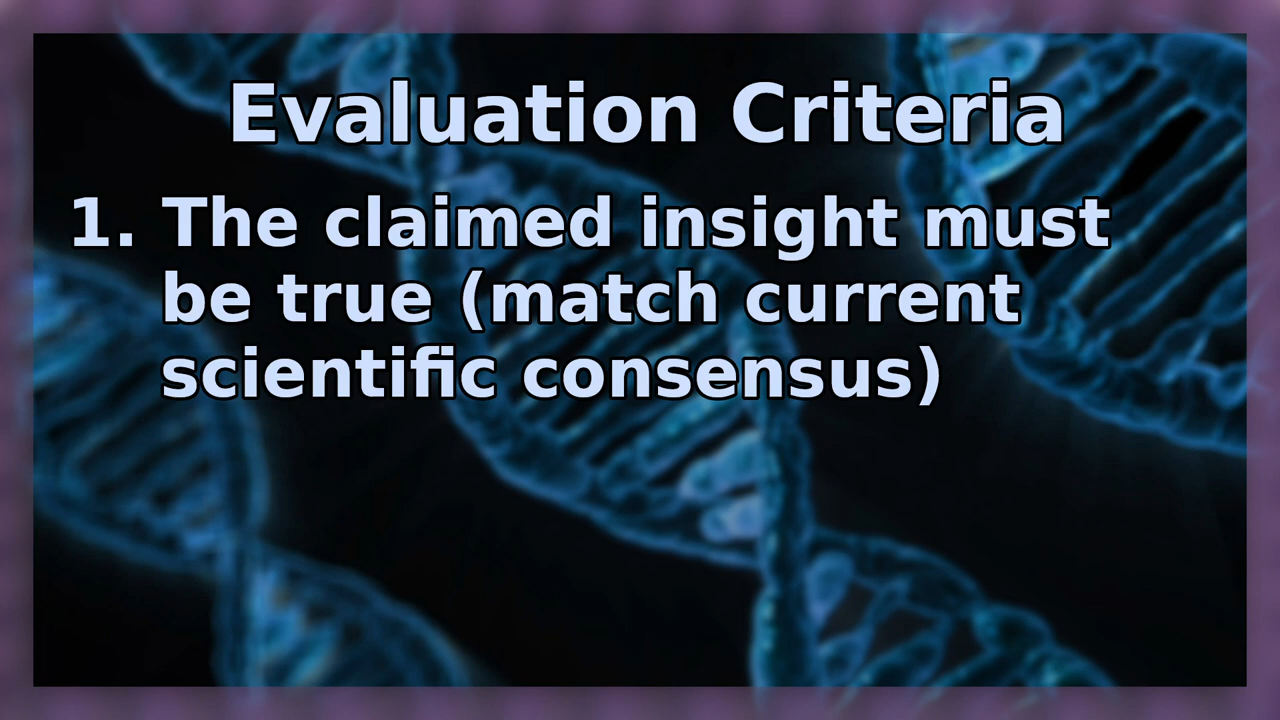 Evaluation Criteria
1. The claimed insight must
be true (match current
scientific consensus)